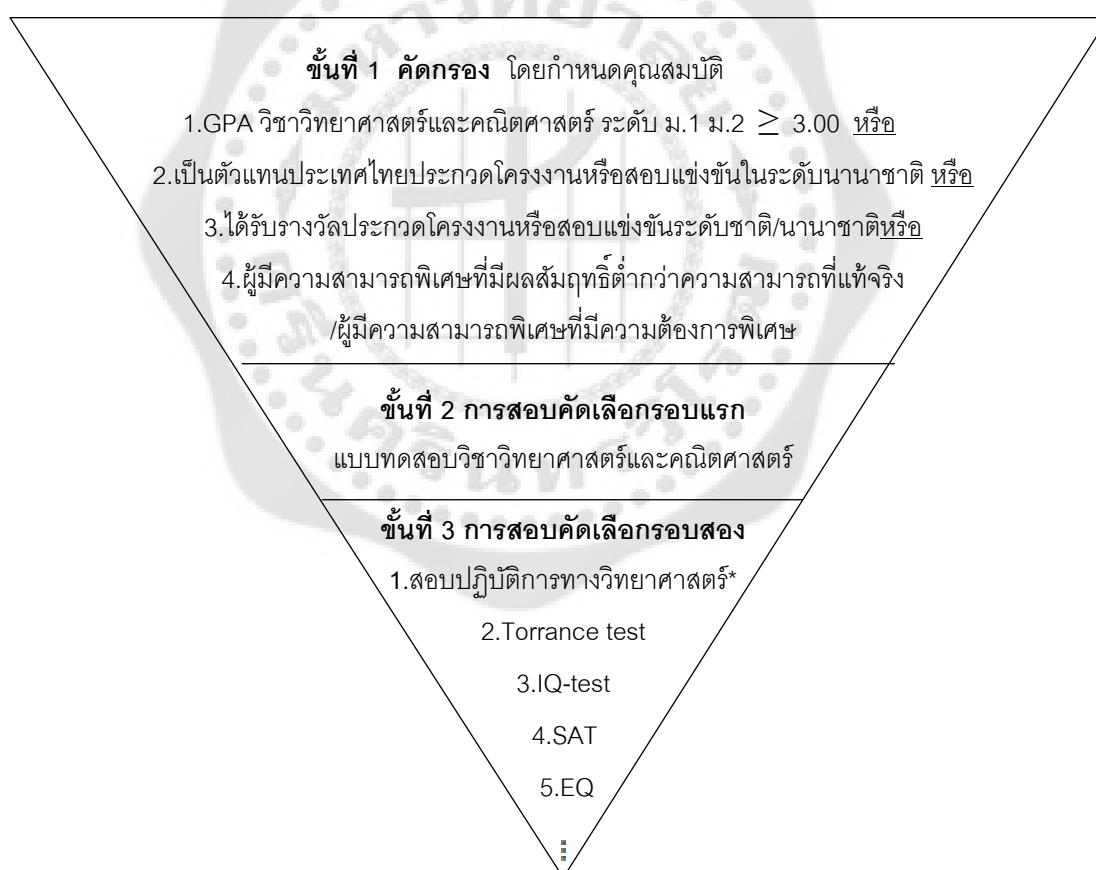 ขั้นที่ 1 คัดกรอง โดยกำหนดคุณสมบัติ
1.GPA วิชาวิทยาศาสตร์และคณิตศาสตร์ ระดับ ม.1 ม.2 ≥ 3.00 หรือ
2.เป็นตัวแทนประเทศไทยประกวดโครงงานหรือสอบแข่งขันในระดับนานาชาติ หรือ
3.ได้รับรางวัลประกวดโครงงานหรือสอบแข่งขันระดับชาติ/นานาชาติหรือ
4.ผู้มีความสามารถพิเศษที่มีผลสัมฤทธิ์ต่ำกว่าความสามารถที่แท้จริง
/ผู้มีความสามารถพิเศษที่มีความต้องการพิเศษ
ขั้นที่ 2 การสอบคัดเลือกรอบแรก
แบบทดสอบวิชาวิทยาศาสตร์และคณิตศาสตร์
ขั้นที่ 3 การสอบคัดเลือกรอบสอง
1.สอบปฏิบัติการทางวิทยาศาสตร์*
2.Torrance test
3.IQ-test
4.SAT
5.EQ